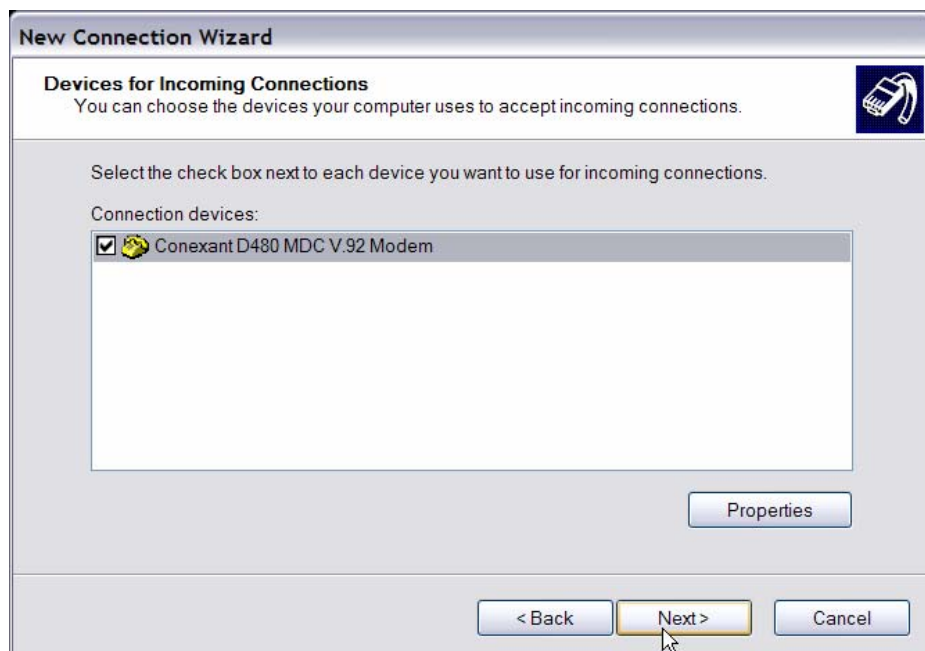 New Connection Wizard
Devices for Incoming Connections
You can choose the devices your computer uses to accept incoming connections.
Select the check box next to each device you want to use for incoming connections.
Connection devices:
Conexant D480 MDC V.92 Modem
Properties
< Back Next > Cancel